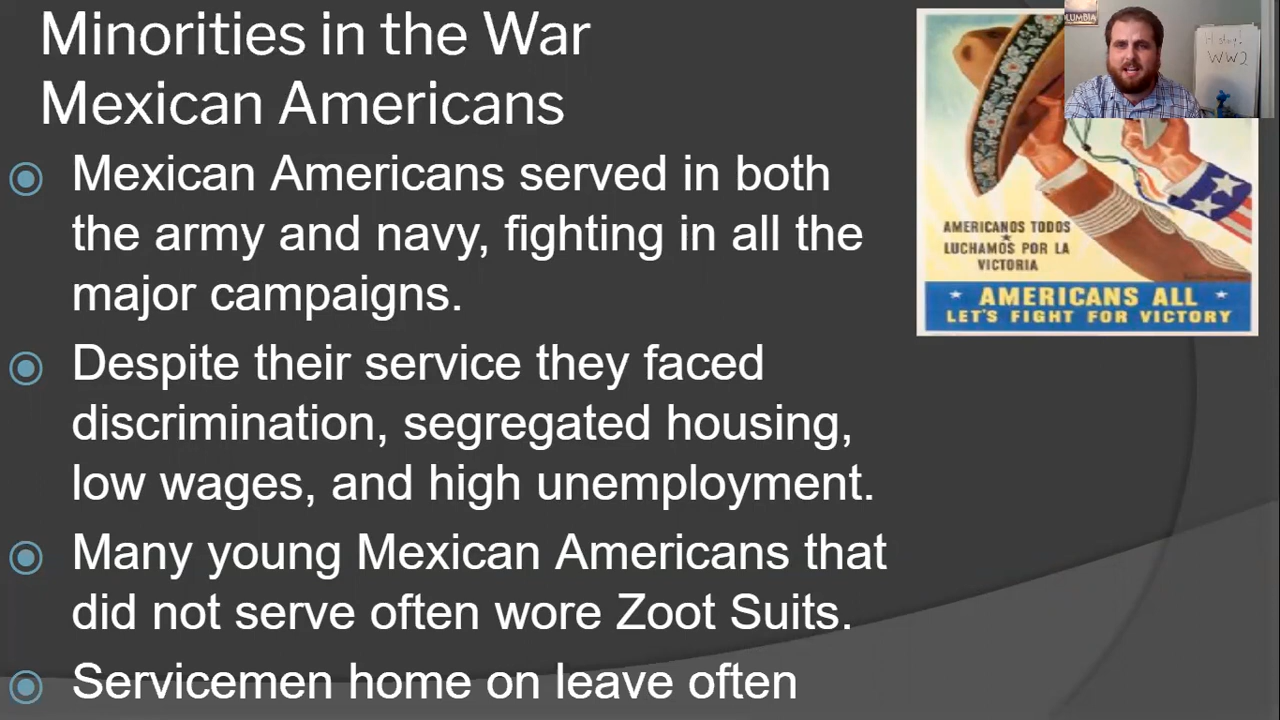 Minorities in the War
Mexican Americans
Mexican Americans served in both
the army and navy, fighting in all the
major campaigns.
Despite their service they faced
discrimination, segregated housing,
low wages, and high unemployment.
Many young Mexican Americans that
did not serve often wore Zoot Suits.
Servicemen home on leave often
LUMBIA
WW2
AMERICANOS TODOS
LUCHAMOS POR LA
VICTORIA
AMERICANS ALL
LET'S FIGHT FOR VICTORY